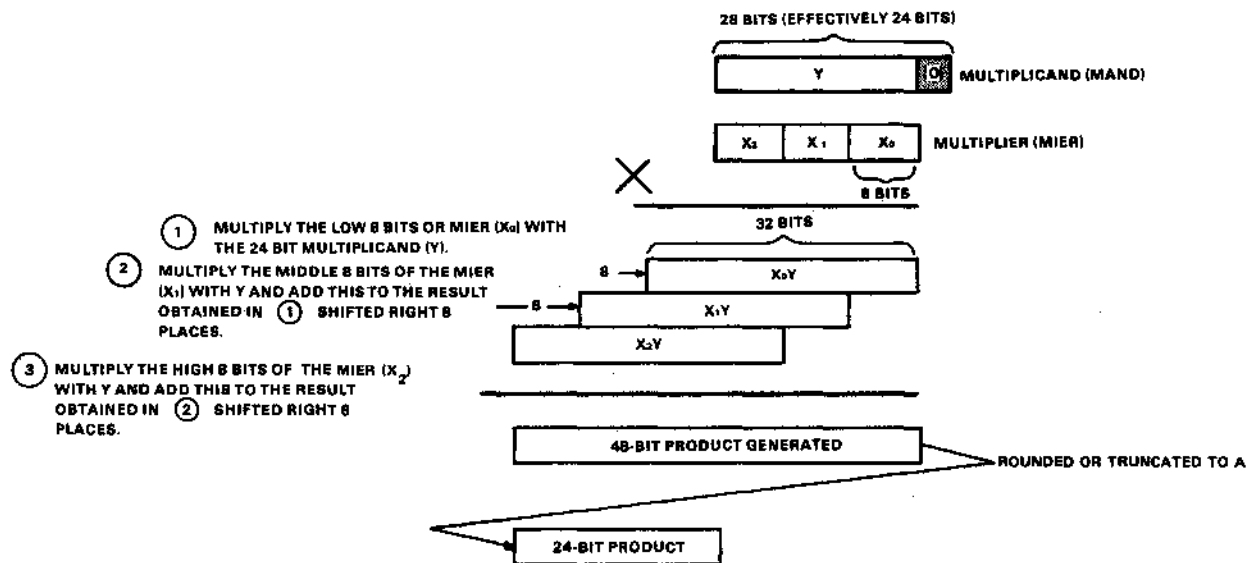 28 BITS (EFFECTIVELY 24 BITS)
Y
0
MULTIPLICAND (MAND)
X₂
X₁
X₀
MULTIPLIER (MIER)
8 BITS
32 BITS
① MULTIPLY THE LOW 8 BITS OR MIER (X₀) WITH
THE 24 BIT MULTIPLICAND (Y).
② MULTIPLY THE MIDDLE 8 BITS OF THE MIER
(X₁) WITH Y AND ADD THIS TO THE RESULT
OBTAINED IN ① SHIFTED RIGHT 8
PLACES.
8
X₀Y
8
X₁Y
X₂Y
③ MULTIPLY THE HIGH 8 BITS OF THE MIER (X₂)
WITH Y AND ADD THIS TO THE RESULT
OBTAINED IN ② SHIFTED RIGHT 8
PLACES.
48-BIT PRODUCT GENERATED
ROUNDED OR TRUNCATED TO A
24-BIT PRODUCT